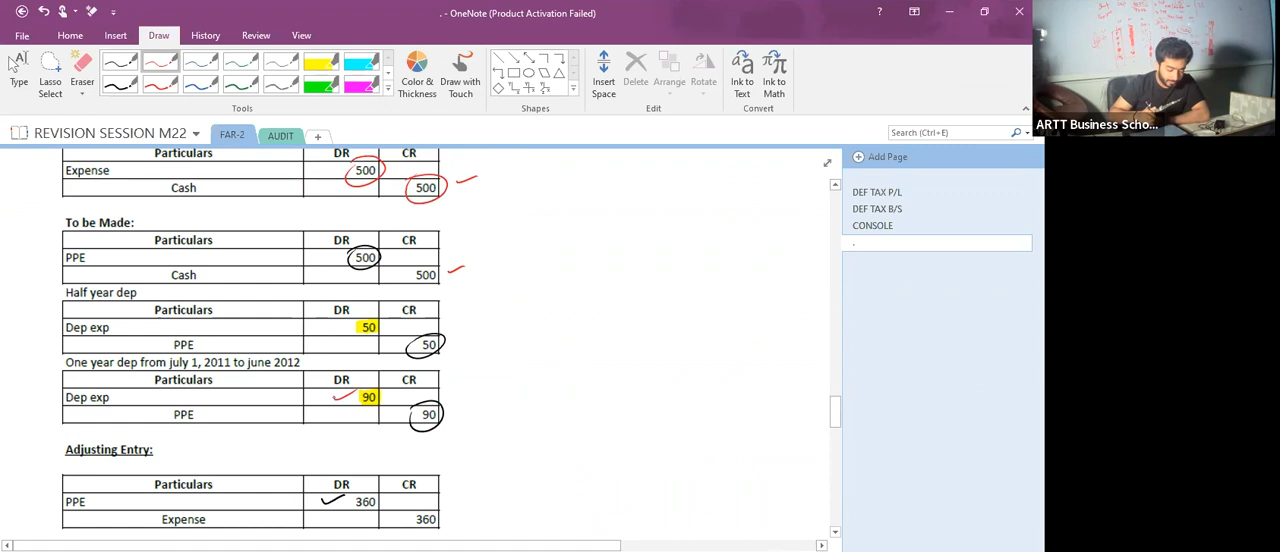 . - OneNote (Product Activation Failed)
File Home Insert Draw History Review View
Type
Lasso Select
Eraser
Color & Thickness
Draw with Touch
Insert Space
Delete
Arrange
Rotate
Ink to Text
Ink to Math
Tools Shapes Edit Convert
REVISION SESSION M22 FAR-2 AUDIT Search (Ctrl+E)
Particulars DR CR
Expense 500
Cash 500
To be Made:
Particulars DR CR
PPE 500
Cash 500
Half year dep
Particulars DR CR
Dep exp 50
PPE 50
One year dep from july 1, 2011 to june 2012
Particulars DR CR
Dep exp 90
PPE 90
Adjusting Entry:
Particulars DR CR
PPE 360
Expense 360
Add Page
DEF TAX P/L
DEF TAX B/S
CONSOLE
.
ARTT Business Scho...